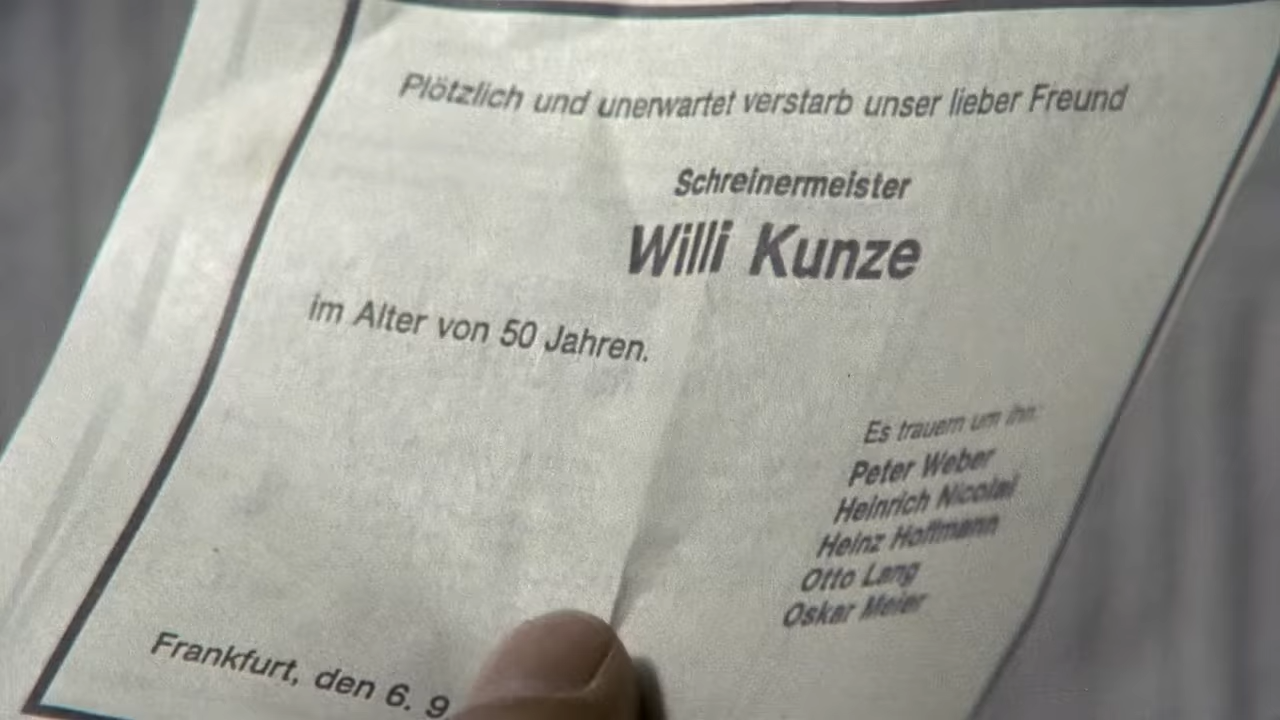 Plötzlich und unerwartet verstarb unser lieber Freund
Schreinermeister
Willi Kunze
im Alter von 50 Jahren.
Es trauern um ihn:
Peter Weber
Heinrich Nicolai
Heinz Hoffmann
Otto Lang
Oskar Meier
Frankfurt, den 6. 9